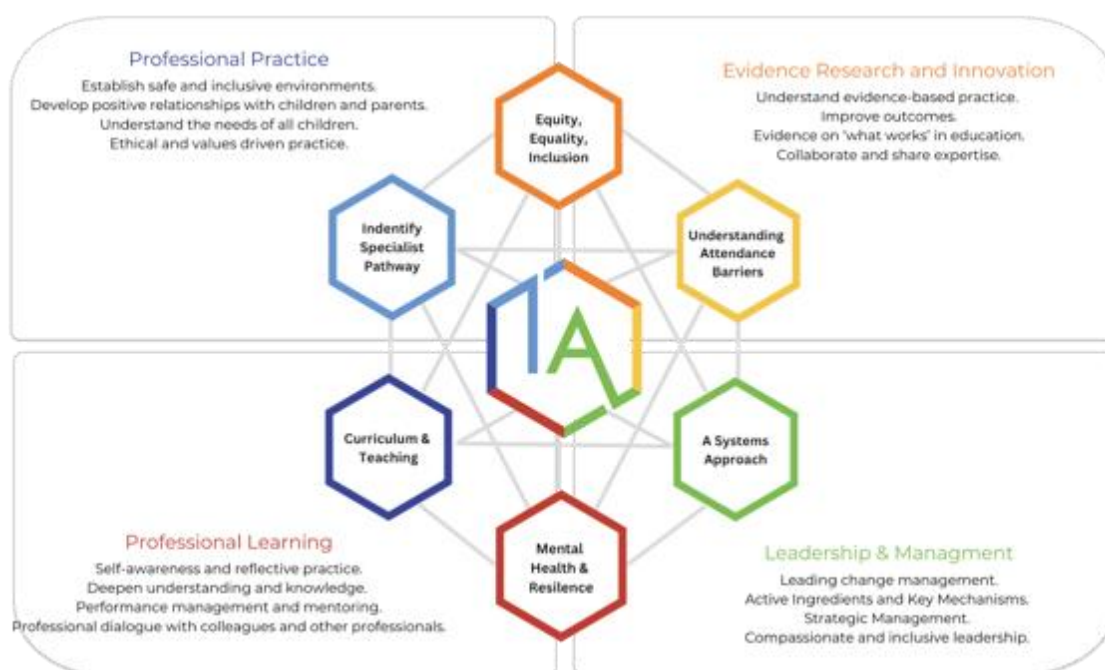 Professional Practice
Establish safe and inclusive environments.
Develop positive relationships with children and parents.
Understand the needs of all children.
Ethical and values driven practice.
Evidence Research and Innovation
Understand evidence-based practice.
Improve outcomes.
Evidence on 'what works' in education.
Collaborate and share expertise.
Equity,
Equality,
Inclusion
Indentify
Specialist
Pathway
Understanding
Attendance
Barriers
1A
Curriculum &
Teaching
A Systems
Approach
Mental
Health &
Resilence
Professional Learning
Self-awareness and reflective practice.
Deepen understanding and knowledge.
Performance management and mentoring.
Professional dialogue with colleagues and other professionals.
Leadership & Managment
Leading change management.
Active Ingredients and Key Mechanisms.
Strategic Management.
Compassionate and inclusive leadership.